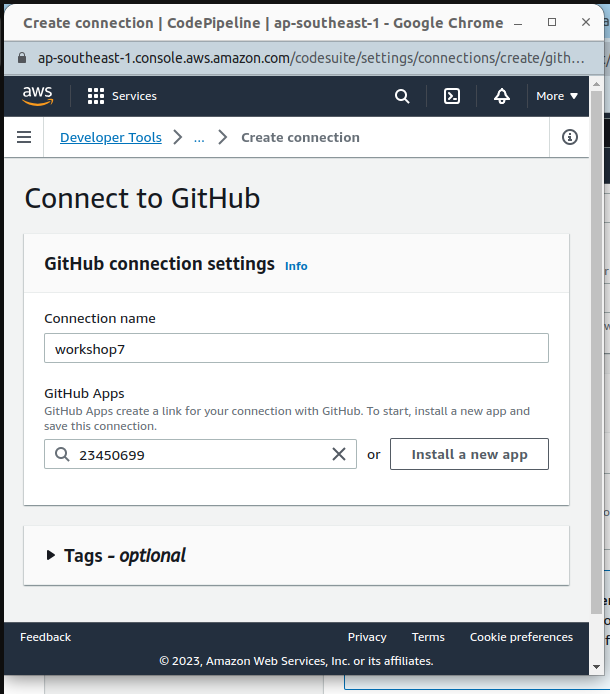 Create connection | CodePipeline | ap-southeast-1 - Google Chrome
ap-southeast-1.console.aws.amazon.com/codesuite/settings/connections/create/gith...
aws
Services
More
Developer Tools
...
Create connection
Connect to GitHub
GitHub connection settings
Info
Connection name
workshop7
GitHub Apps
GitHub Apps create a link for your connection with GitHub. To start, install a new app and
save this connection.
23450699
or
Install a new app
Tags - optional
Feedback
Privacy
Terms
Cookie preferences
© 2023, Amazon Web Services, Inc. or its affiliates.